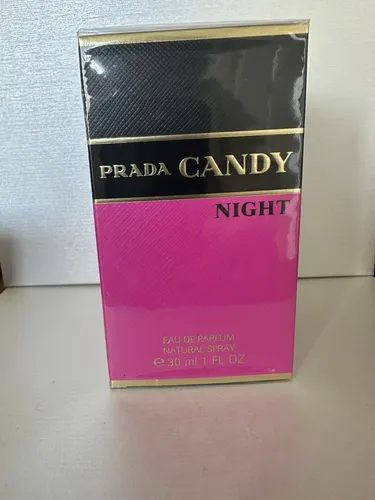 PRADA CANDY
NIGHT
EAU DE PARFUM
NATURAL SPRAY
℮ 30 ml 1 FL OZ